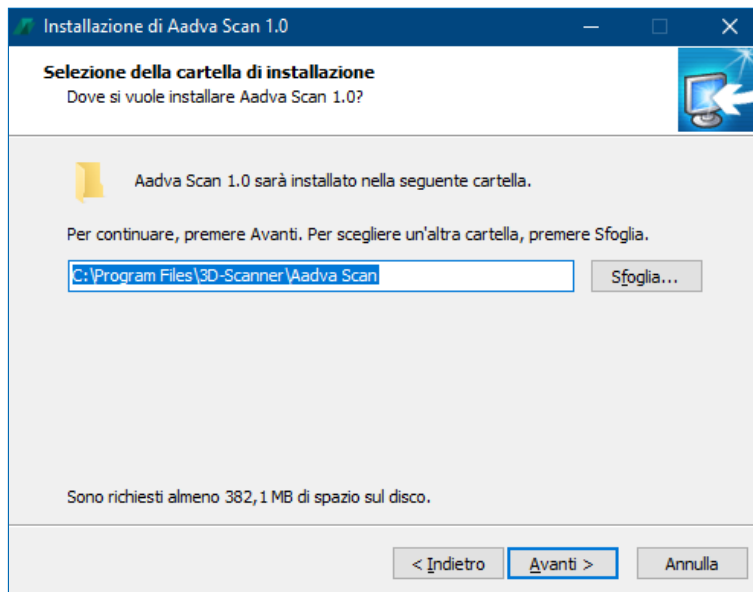 Installazione di Aadva Scan 1.0
Selezione della cartella di installazione
Dove si vuole installare Aadva Scan 1.0?
Aadva Scan 1.0 sarà installato nella seguente cartella.
Per continuare, premere Avanti. Per scegliere un'altra cartella, premere Sfoglia.
C:\Program Files\3D-Scanner\Aadva Scan
Sfoglia...
Sono richiesti almeno 382,1 MB di spazio sul disco.
< Indietro
Avanti >
Annulla